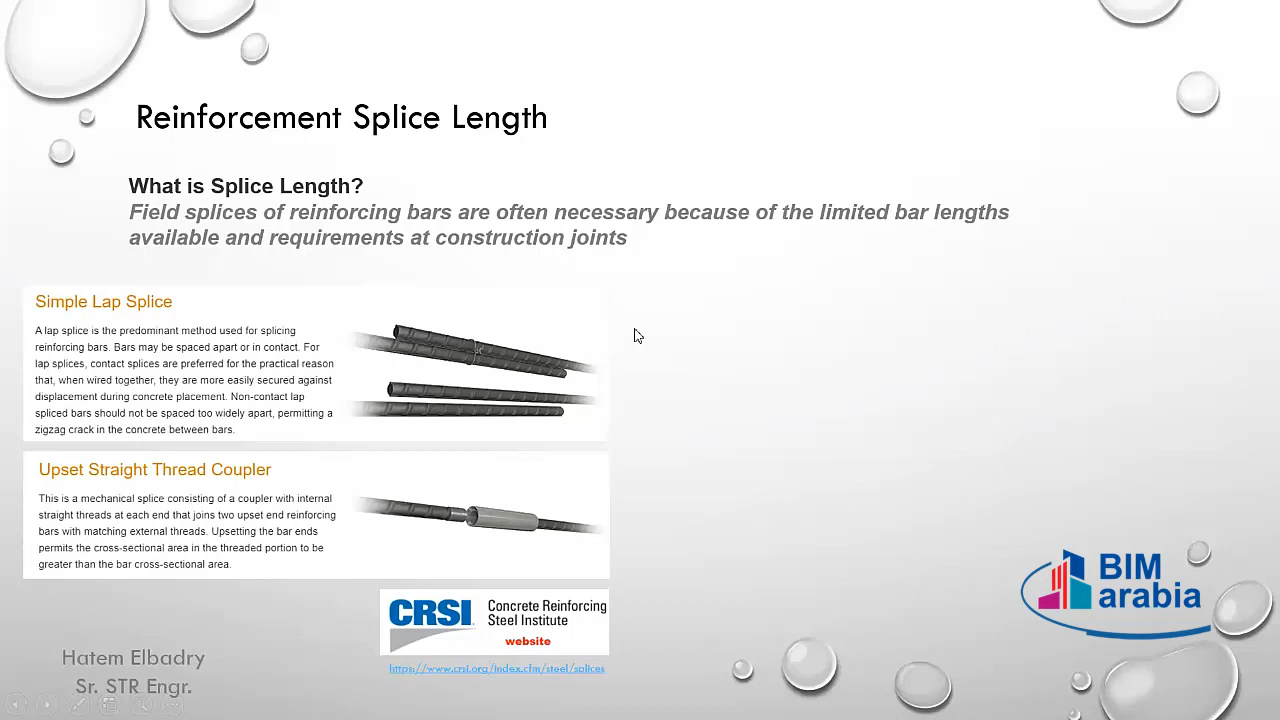 Reinforcement Splice Length
What is Splice Length?
Field splices of reinforcing bars are often necessary because of the limited bar lengths
available and requirements at construction joints
Simple Lap Splice
A lap splice is the predominant method used for splicing
reinforcing bars. Bars may be spaced apart or in contact. For
lap splices, contact splices are preferred for the practical reason
that, when wired together, they are more easily secured against
displacement during concrete placement. Non-contact lap
spliced bars should not be spaced too widely apart, permitting a
zigzag crack in the concrete between bars.
Upset Straight Thread Coupler
This is a mechanical splice consisting of a coupler with internal
straight threads at each end that joins two upset end reinforcing
bars with matching external threads. Upsetting the bar ends
permits the cross-sectional area in the threaded portion to be
greater than the bar cross-sectional area.
CRSI
Concrete Reinforcing
Steel Institute
website
https://www.crsi.org/index.cfm/steel/splices
BIM
arabia
Hatem Elbadry
Sr. STR Engr.